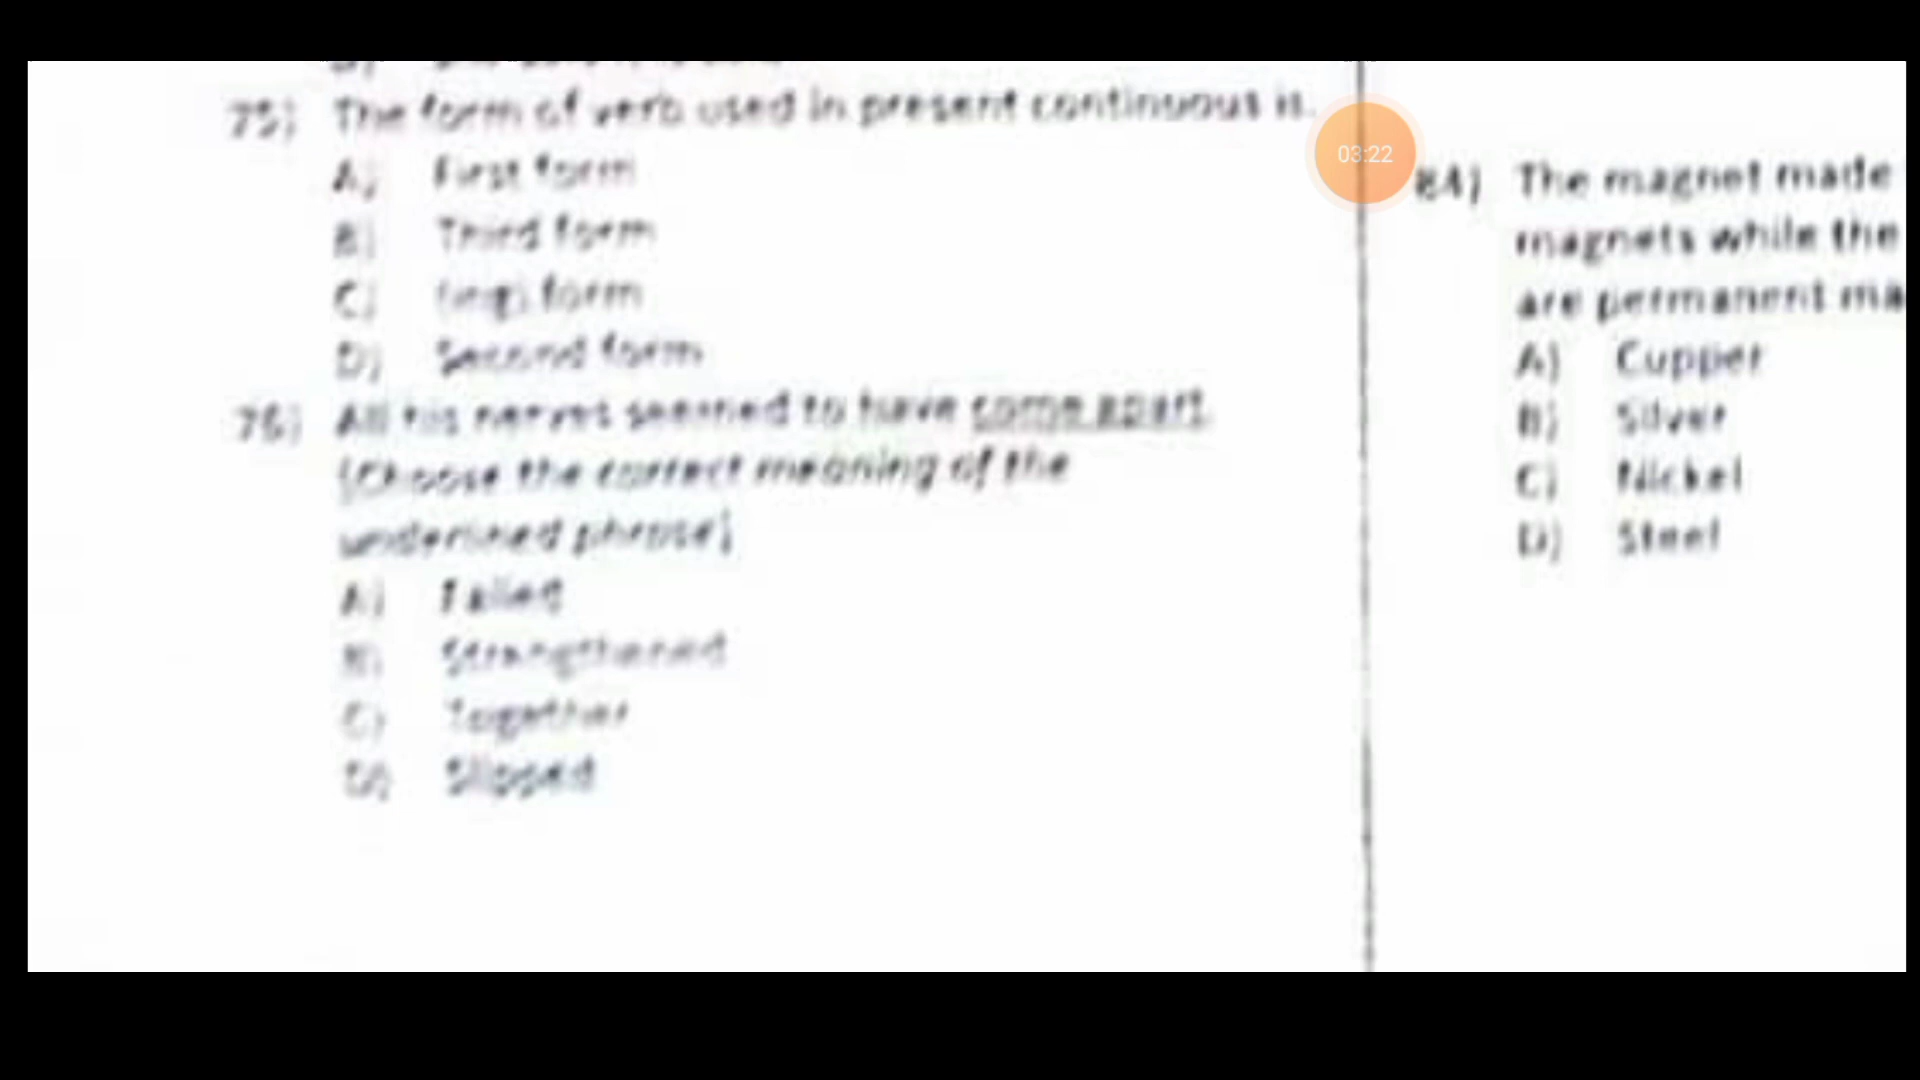 75) The form of verb used in present continuous is.
A) First form
B) Third form
C) (ing) form
D) Second form
76) All his nerves seemed to have come apart.
(Choose the correct meaning of the
underlined phrase)
A) Failed
B) Strengthened
C) Together
D) Slipped
03:22
84) The magnet made
magnets while the
are permanent ma
A) Cupper
B) Silver
C) Nickel
D) Steel